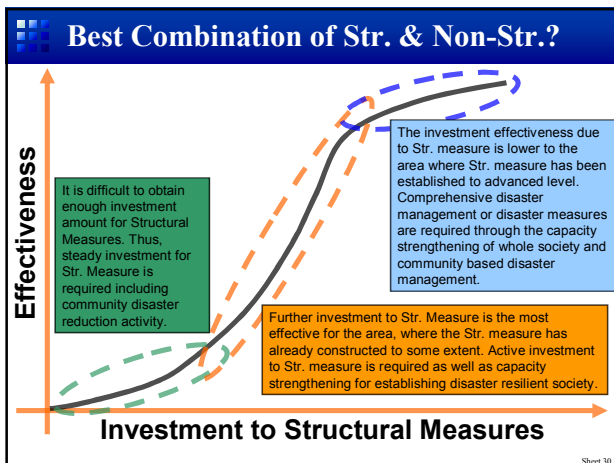 Best Combination of Str. & Non-Str.?
Effectiveness
The investment effectiveness due
to Str. measure is lower to the
area where Str. measure has been
established to advanced level.
Comprehensive disaster
management or disaster measures
are required through the capacity
strengthening of whole society and
community based disaster
management.
It is difficult to obtain
enough investment
amount for Structural
Measures. Thus,
steady investment for
Str. Measure is
required including
community disaster
reduction activity.
Further investment to Str. Measure is the most
effective for the area, where the Str. measure has
already constructed to some extent. Active investment
to Str. measure is required as well as capacity
strengthening for establishing disaster resilient society.
Investment to Structural Measures
Sheet 30